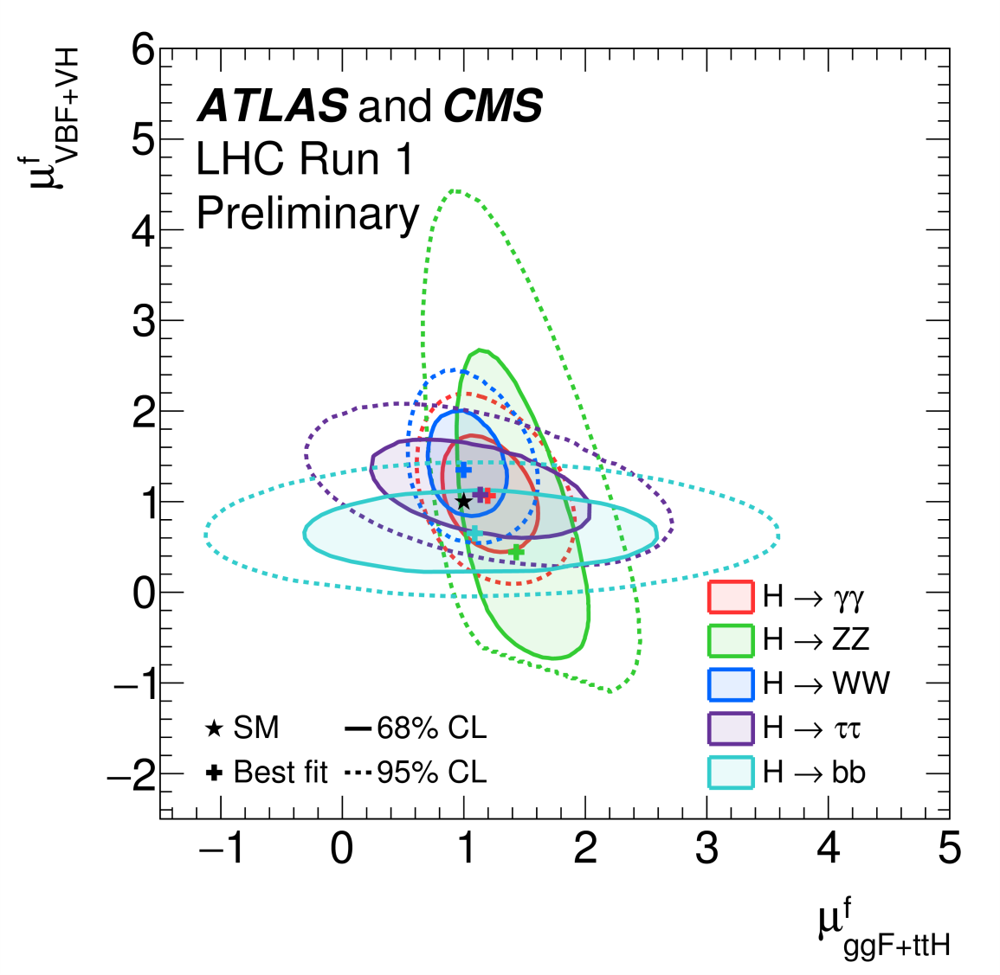 μ^f_VBF+VH
6
5
4
3
2
1
0
−1
−2
ATLAS and CMS
LHC Run 1
Preliminary
H → γγ
H → ZZ
H → WW
H → ττ
H → bb
SM
68% CL
Best fit
95% CL
−1 0 1 2 3 4 5
μ^f_ggF+ttH